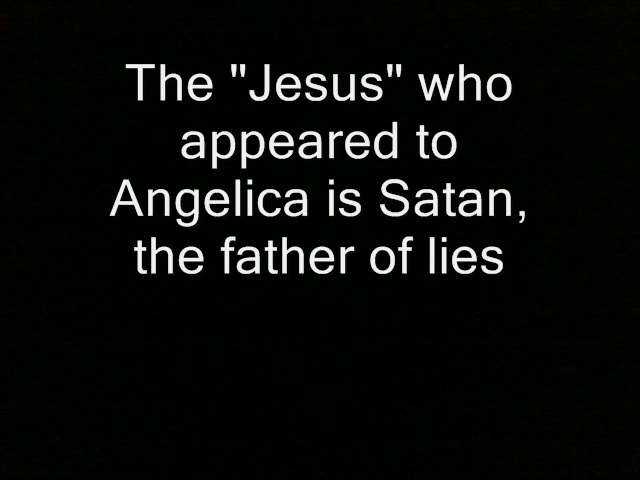 The "Jesus" who
appeared to
Angelica is Satan,
the father of lies